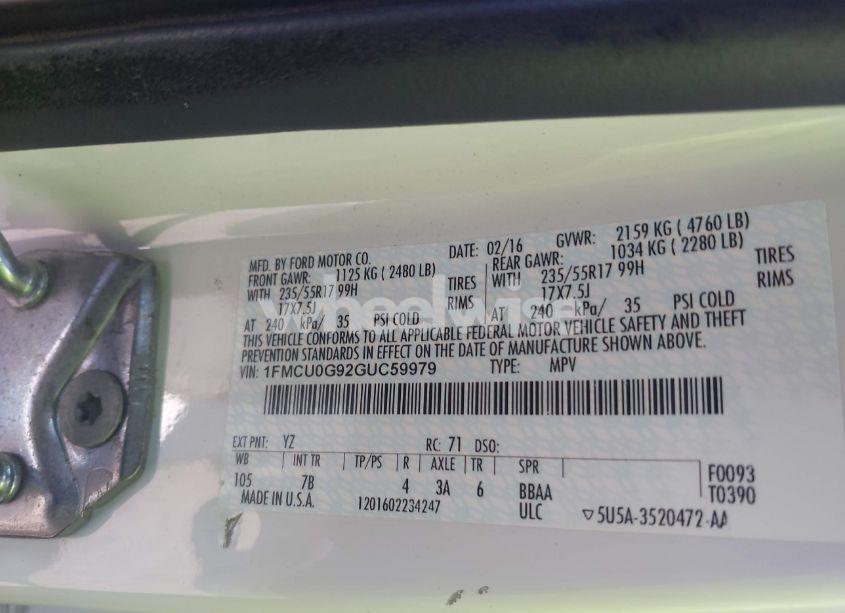 MFD. BY FORD MOTOR CO. DATE: 02/16 GVWR: 2159 KG ( 4760 LB)
FRONT GAWR: 1125 KG ( 2480 LB) REAR GAWR: 1034 KG ( 2280 LB)
WITH 235/55R17 99H TIRES WITH 235/55R17 99H TIRES
17X7.5J RIMS 17X7.5J RIMS
AT 240 kPa/ 35 PSI COLD AT 240 kPa/ 35 PSI COLD
THIS VEHICLE CONFORMS TO ALL APPLICABLE FEDERAL MOTOR VEHICLE SAFETY AND THEFT
PREVENTION STANDARDS IN EFFECT ON THE DATE OF MANUFACTURE SHOWN ABOVE.
VIN: 1FMCU0G92GUC59979 TYPE: MPV
EXT PNT: YZ RC: 71 DSO:
WB INT TR TP/PS R AXLE TR SPR
105 7B 4 3A 6 BBAA F0093
T0390
MADE IN U.S.A. 1201602234247 ULC ▽5U5A-3520472-AA
wheelwise